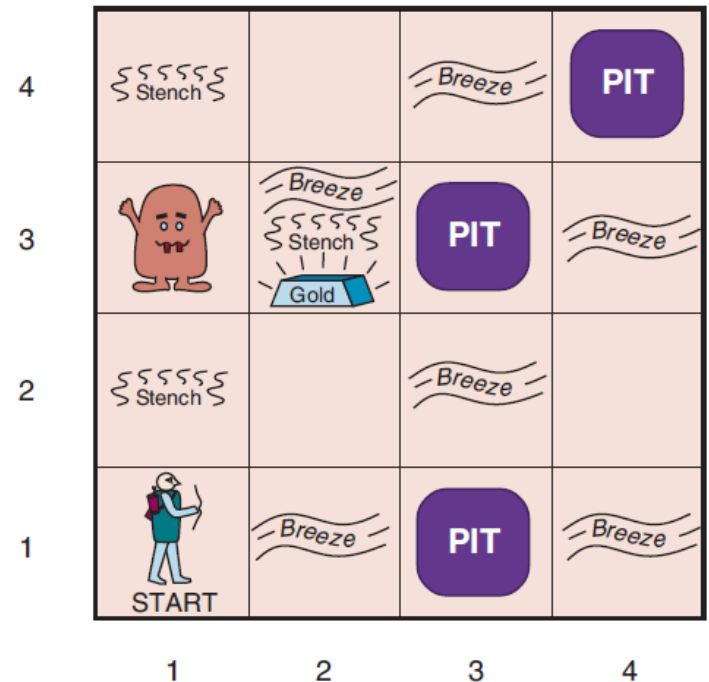 4
Stench
Breeze
PIT
3
Breeze
Stench
Gold
PIT
Breeze
2
Stench
Breeze
1
START
Breeze
PIT
Breeze
1 2 3 4